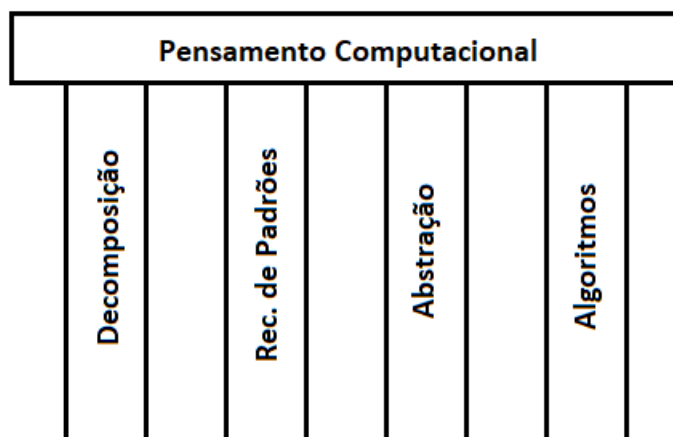 Pensamento Computacional
Decomposição
Rec. de Padrões
Abstração
Algoritmos